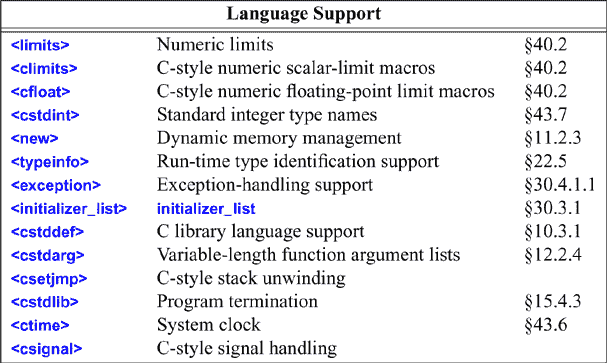 Language Support
<limits> Numeric limits §40.2
<climits> C-style numeric scalar-limit macros §40.2
<cfloat> C-style numeric floating-point limit macros §40.2
<cstdint> Standard integer type names §43.7
<new> Dynamic memory management §11.2.3
<typeinfo> Run-time type identification support §22.5
<exception> Exception-handling support §30.4.1.1
<initializer_list> initializer_list §30.3.1
<cstddef> C library language support §10.3.1
<cstdarg> Variable-length function argument lists §12.2.4
<csetjmp> C-style stack unwinding
<cstdlib> Program termination §15.4.3
<ctime> System clock §43.6
<csignal> C-style signal handling